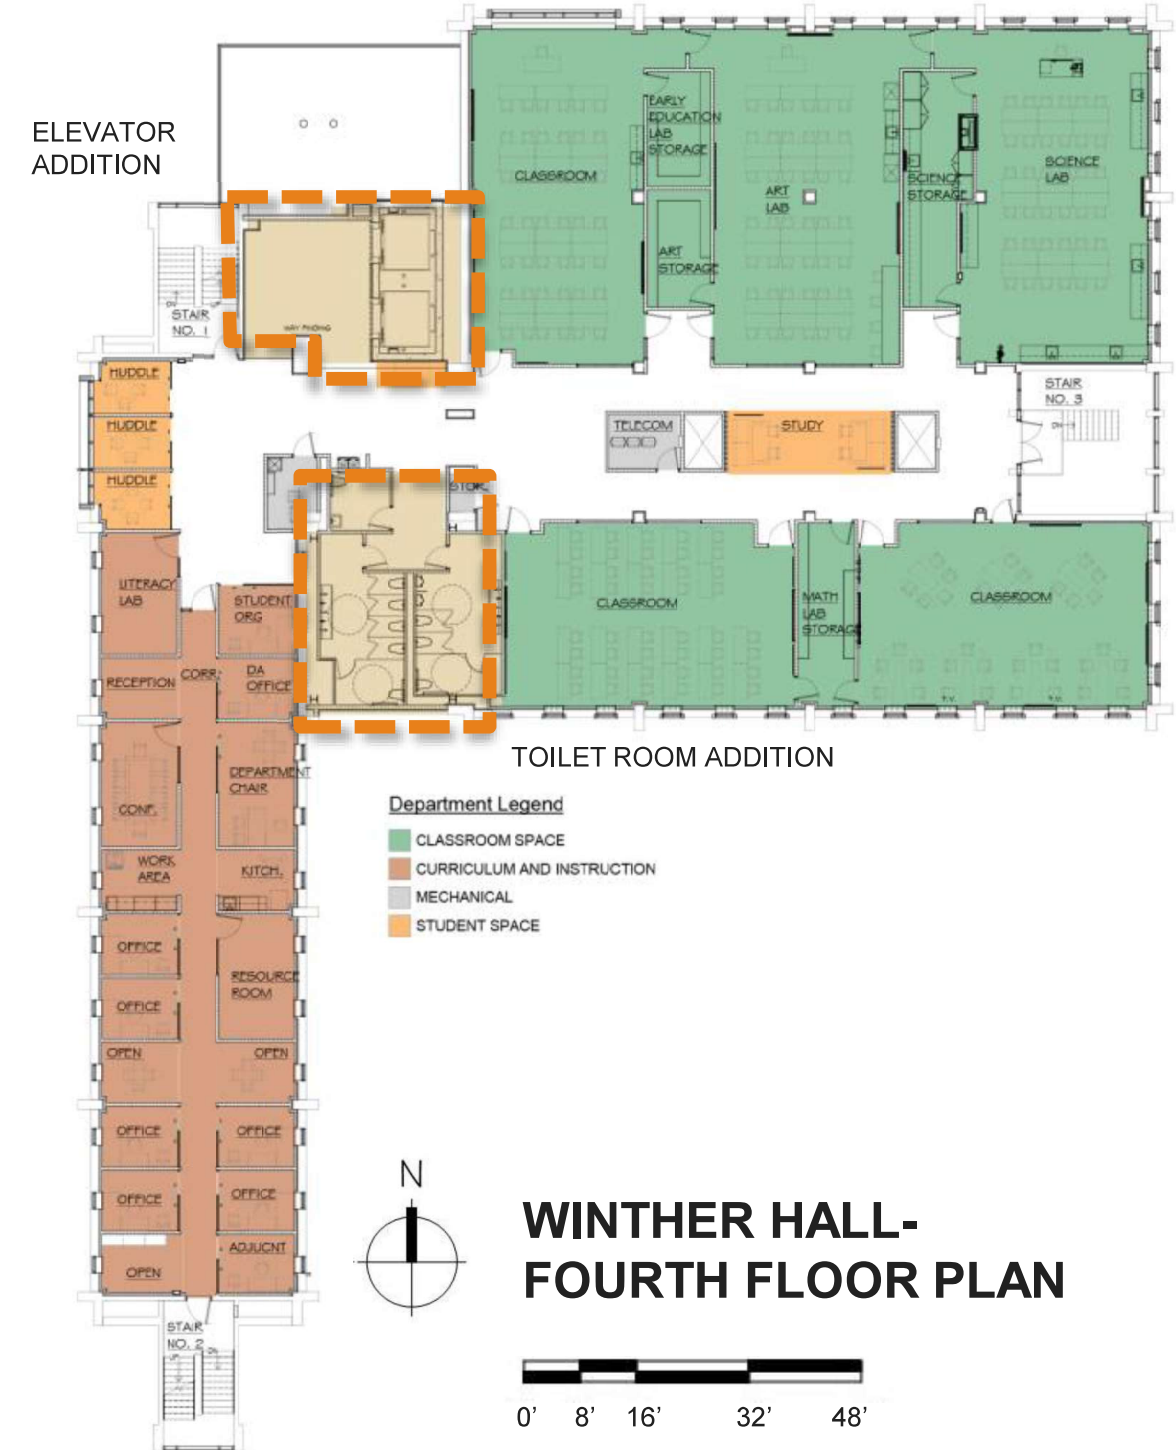 ELEVATOR
ADDITION
CLASSROOM
EARLY
EDUCATION
LAB
STORAGE
ART
STORAGE
ART
LAB
SCIENCE
STORAGE
SCIENCE
LAB
STAIR
NO. 1
WAY FINDING
HUDDLE
HUDDLE
HUDDLE
TELECOM
STUDY
STAIR
NO. 3
STOR.
LITERACY
LAB
STUDENT
ORG
RECEPTION
CORR.
DA
OFFICE
CLASSROOM
MATH
LAB
STORAGE
CLASSROOM
T.V.
T.V.
TOILET ROOM ADDITION
CONF.
DEPARTMENT
CHAIR
WORK
AREA
KITCH.
OFFICE
RESOURCE
ROOM
OFFICE
OPEN
OPEN
OFFICE
OFFICE
OFFICE
OFFICE
OPEN
ADJUCNT
STAIR
NO. 2
Department Legend
CLASSROOM SPACE
CURRICULUM AND INSTRUCTION
MECHANICAL
STUDENT SPACE
N
WINTHER HALL-
FOURTH FLOOR PLAN
0' 8' 16' 32' 48'